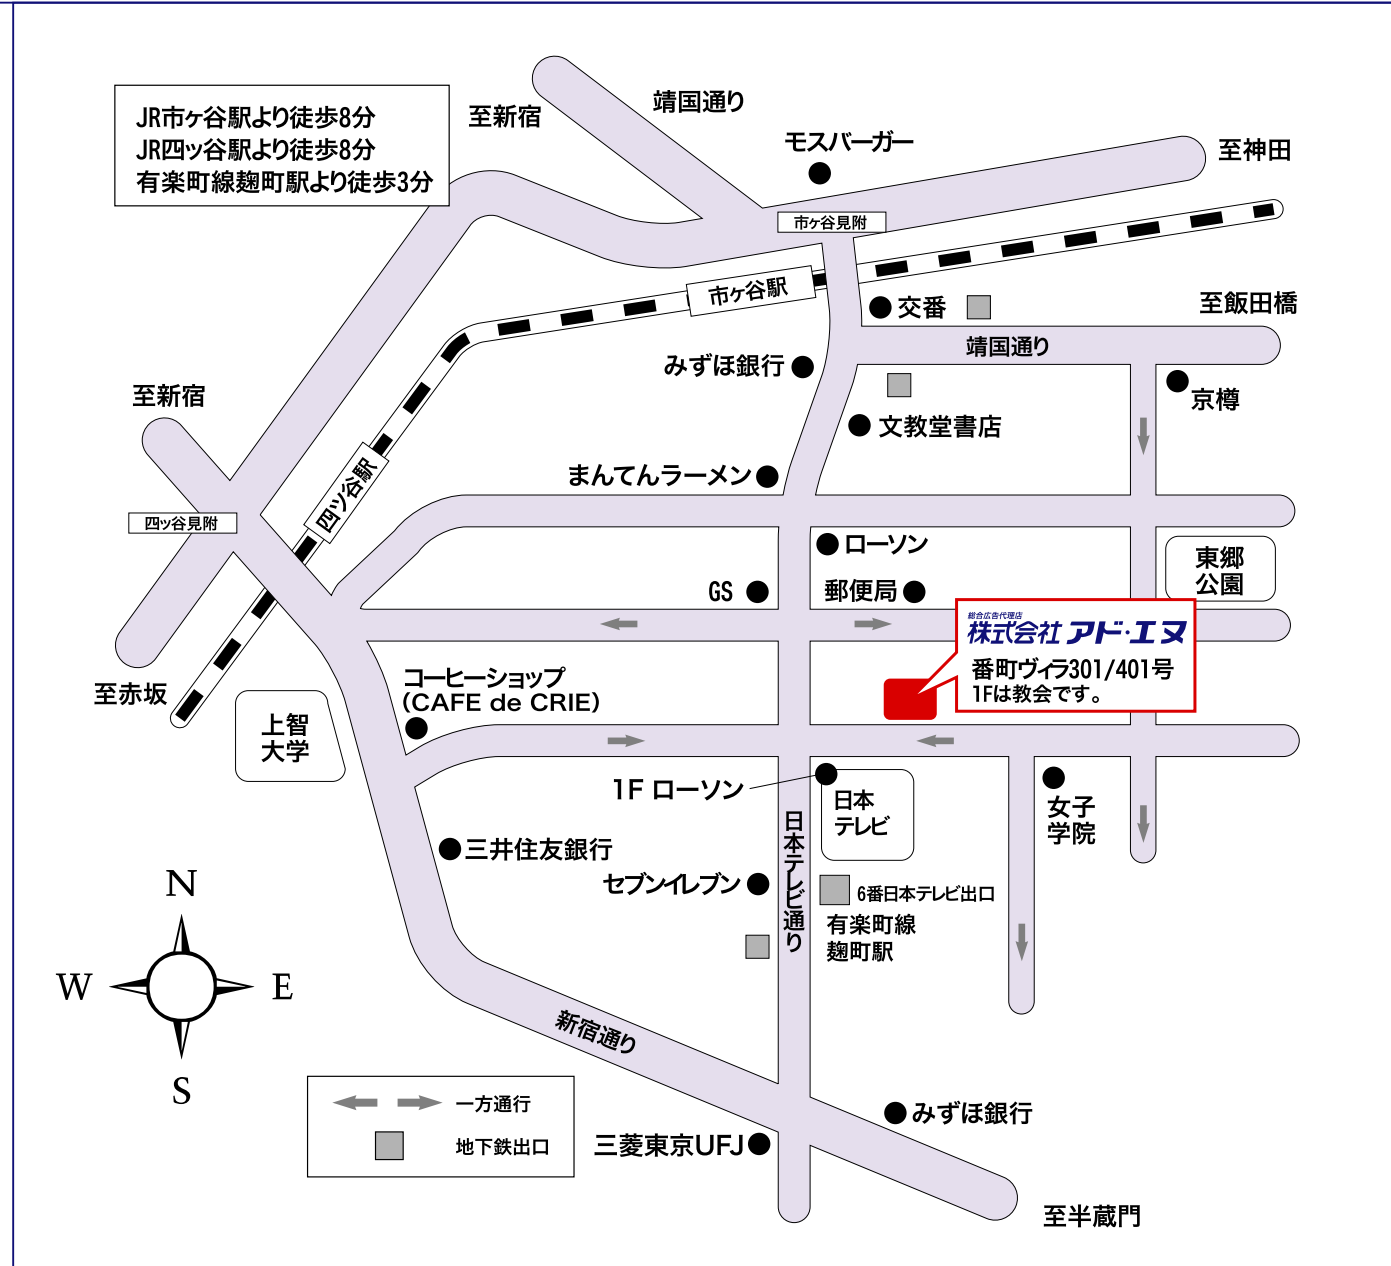 JR市ヶ谷駅より徒歩8分
JR四ッ谷駅より徒歩8分
有楽町線麹町駅より徒歩3分
至新宿
靖国通り
モスバーガー
至神田
市ヶ谷見附
市ヶ谷駅
交番
至飯田橋
靖国通り
みずほ銀行
京樽
至新宿
文教堂書店
まんてんラーメン
四ツ谷駅
四ッ谷見附
ローソン
東郷
公園
GS
郵便局
総合広告代理店
株式会社アド・エヌ
番町ヴィラ301/401号
1Fは教会です。
至赤坂
コーヒーショップ
(CAFE de CRIE)
上智
大学
1F ローソン
日本
テレビ
女子
学院
三井住友銀行
日本テレビ通り
セブンイレブン
6番日本テレビ出口
有楽町線
麹町駅
N
W
E
S
新宿通り
一方通行
地下鉄出口
みずほ銀行
三菱東京UFJ
至半蔵門